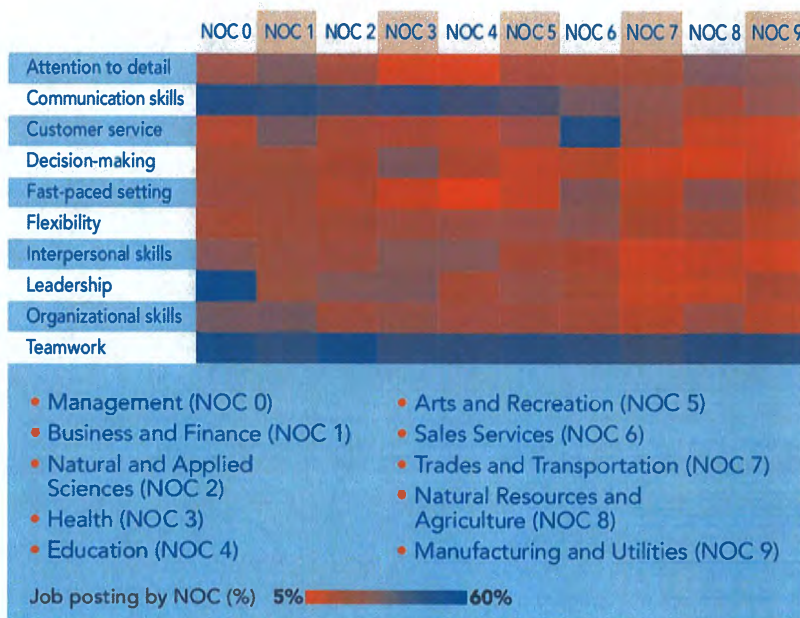 NOC 0 NOC 1 NOC 2 NOC 3 NOC 4 NOC 5 NOC 6 NOC 7 NOC 8 NOC 9
Attention to detail
Communication skills
Customer service
Decision-making
Fast-paced setting
Flexibility
Interpersonal skills
Leadership
Organizational skills
Teamwork
• Management (NOC 0)
• Business and Finance (NOC 1)
• Natural and Applied
Sciences (NOC 2)
• Health (NOC 3)
• Education (NOC 4)
• Arts and Recreation (NOC 5)
• Sales Services (NOC 6)
• Trades and Transportation (NOC 7)
• Natural Resources and
Agriculture (NOC 8)
• Manufacturing and Utilities (NOC 9)
Job posting by NOC (%) 5% 60%